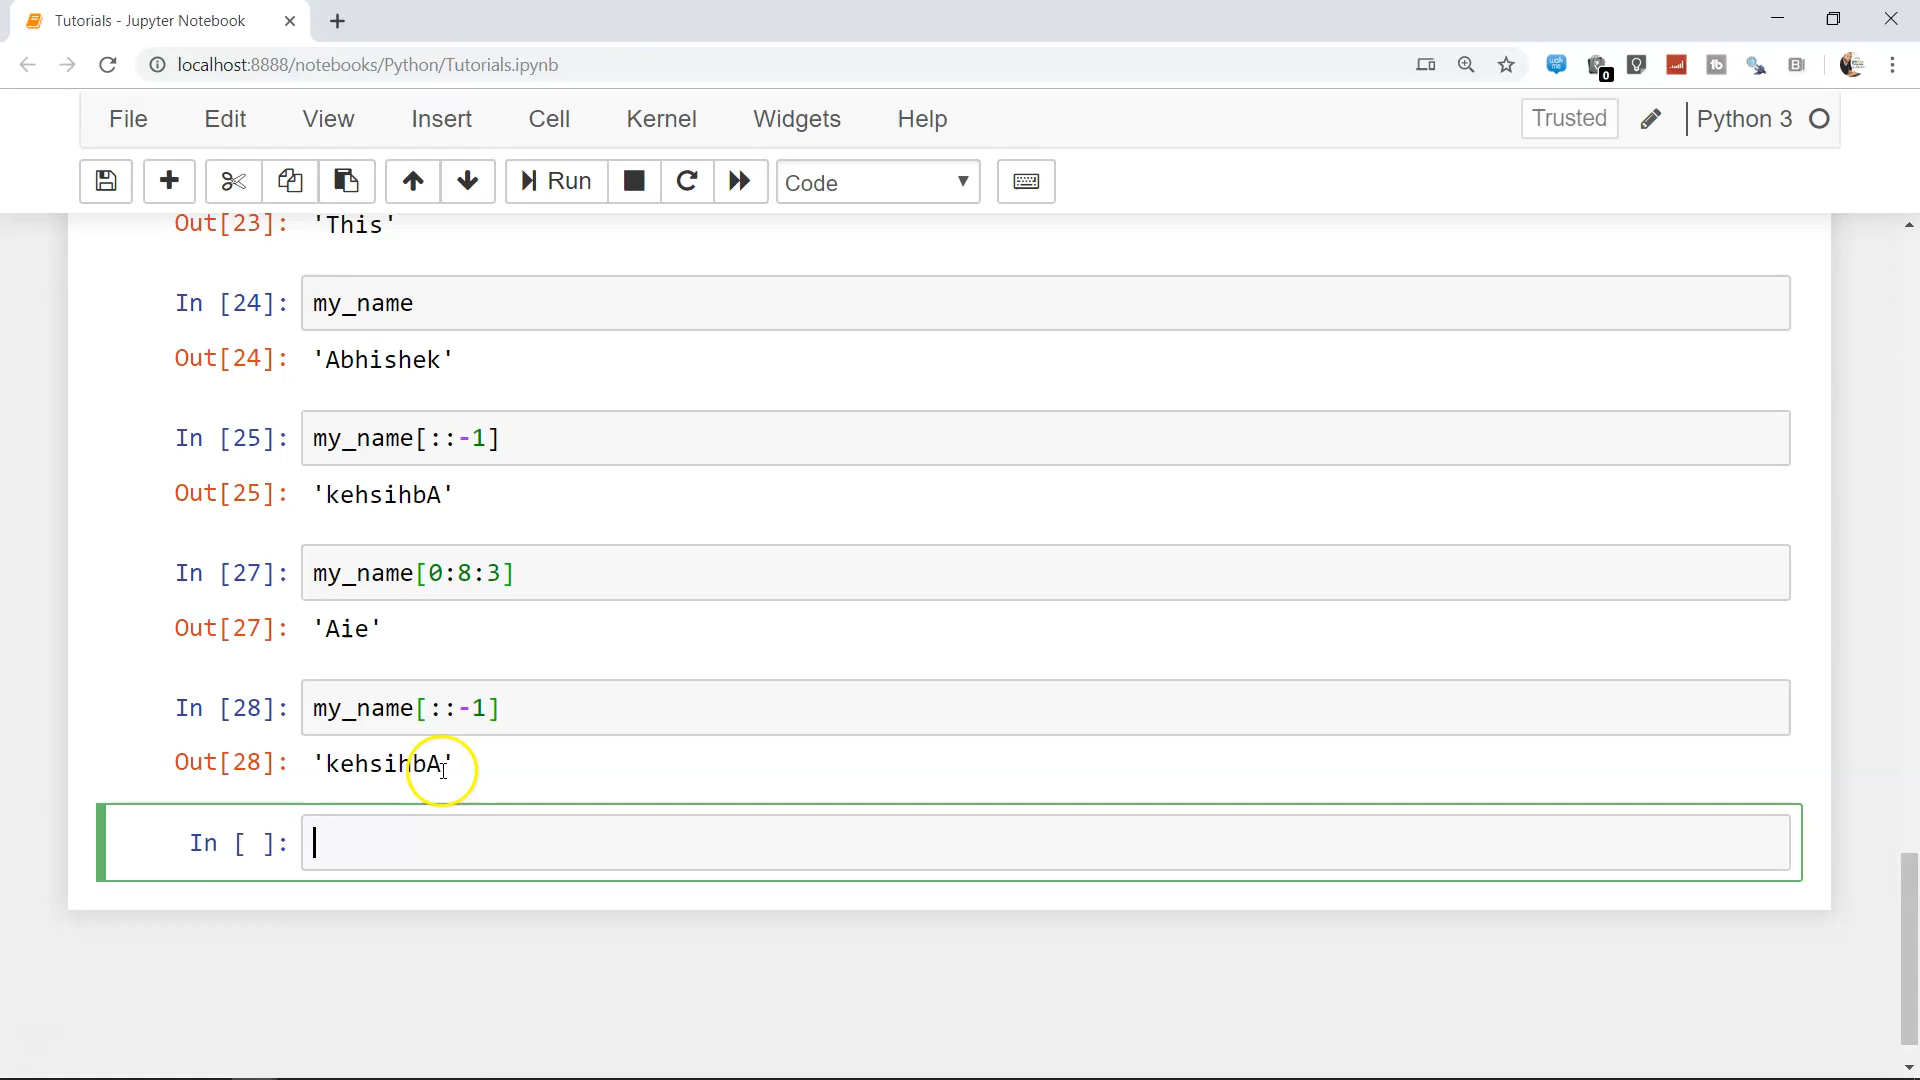 Tutorials - Jupyter Notebook
localhost:8888/notebooks/Python/Tutorials.ipynb
0
File Edit View Insert Cell Kernel Widgets Help Trusted Python 3
Run Code
Out[23]: 'This'
In [24]: my_name
Out[24]: 'Abhishek'
In [25]: my_name[::-1]
Out[25]: 'kehsihbA'
In [27]: my_name[0:8:3]
Out[27]: 'Aie'
In [28]: my_name[::-1]
Out[28]: 'kehsihbA'
In [ ]: